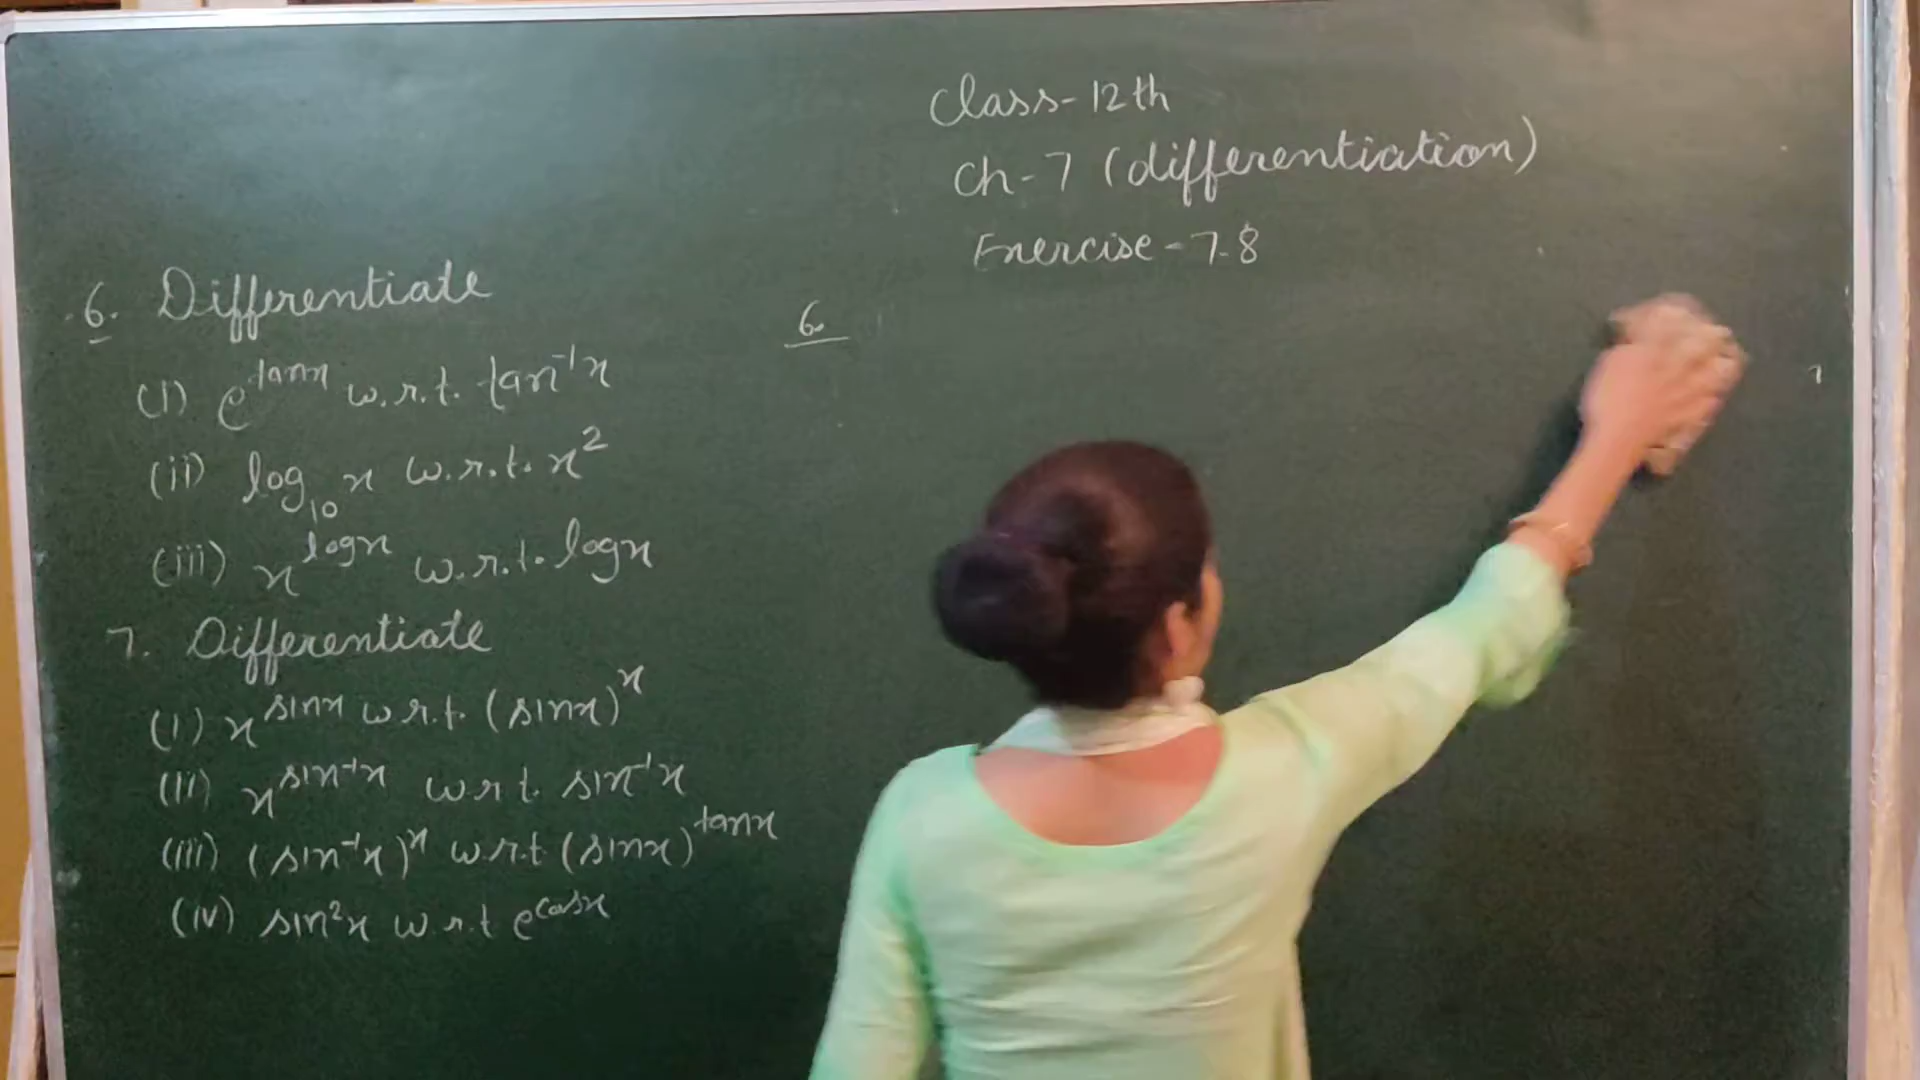 Class-12th
Ch-7 (differentiation)
Exercise-7.8
6. Differentiate
(i) e^tanx w.r.t. tan⁻¹x
(ii) log₁₀x w.r.t. x²
(iii) x^logx w.r.t. logx
7. Differentiate
(i) x^sinx w.r.t. (sinx)^x
(ii) x^sin⁻¹x w r t. sin⁻¹x
(iii) (sin⁻¹x)^x w.r.t (sinx)^tanx
(iv) sin²x w r.t e^cosx
6.